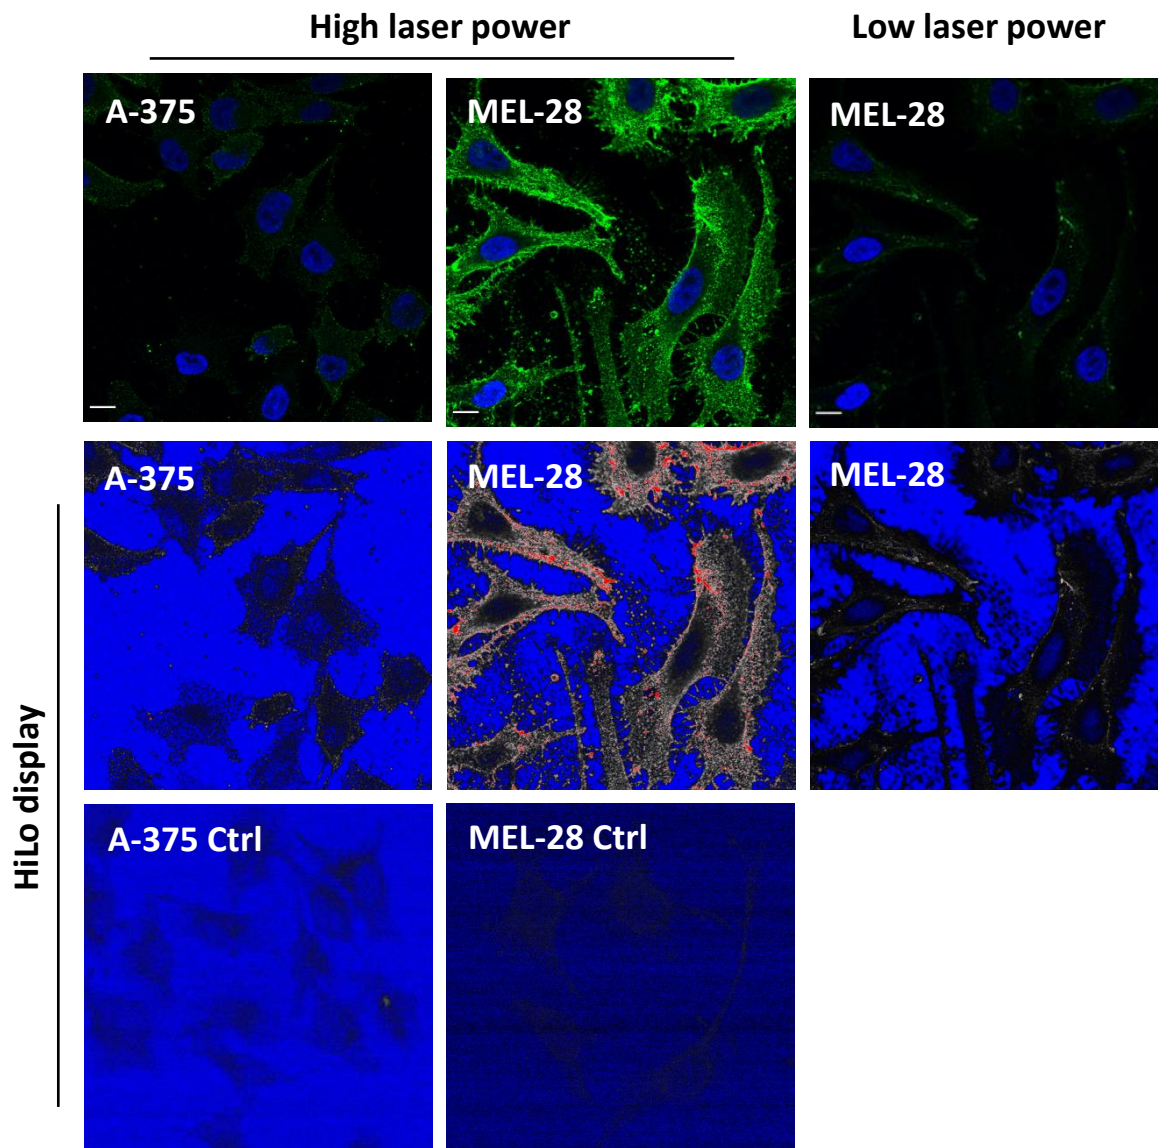 High laser power
Low laser power
A-375
MEL-28
MEL-28
A-375
MEL-28
MEL-28
HiLo display
A-375 Ctrl
MEL-28 Ctrl